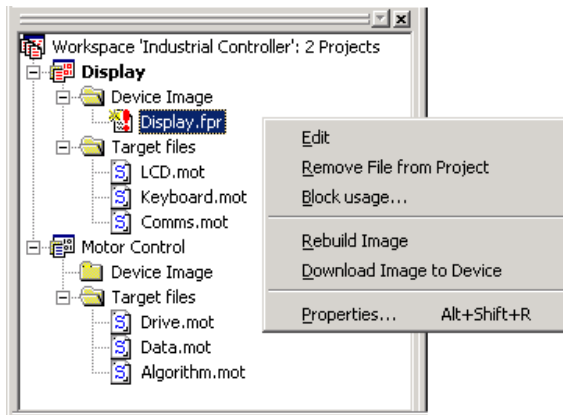 Workspace 'Industrial Controller': 2 Projects
Display
Device Image
Display.fpr
Target files
LCD.mot
Keyboard.mot
Comms.mot
Motor Control
Device Image
Target files
Drive.mot
Data.mot
Algorithm.mot
Edit
Remove File from Project
Block usage...
Rebuild Image
Download Image to Device
Properties... Alt+Shift+R